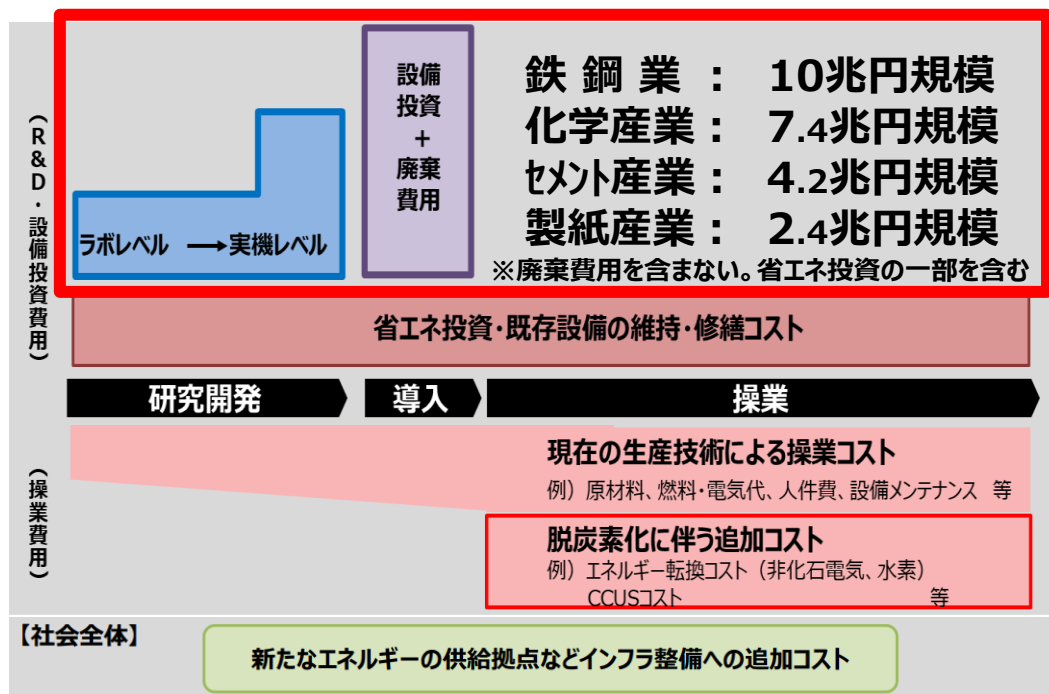 (R&D・設備投資費用)
ラボレベル →実機レベル
設備
投資
+
廃棄
費用
鉄 鋼 業 : 10兆円規模
化学産業: 7.4兆円規模
セメント産業: 4.2兆円規模
製紙産業: 2.4兆円規模
※廃棄費用を含まない。省エネ投資の一部を含む
省エネ投資・既存設備の維持・修繕コスト
研究開発
導入
操業
(操業費用)
現在の生産技術による操業コスト
例)原材料、燃料・電気代、人件費、設備メンテナンス 等
脱炭素化に伴う追加コスト
例)エネルギー転換コスト(非化石電気、水素)
CCUSコスト 等
【社会全体】
新たなエネルギーの供給拠点などインフラ整備への追加コスト